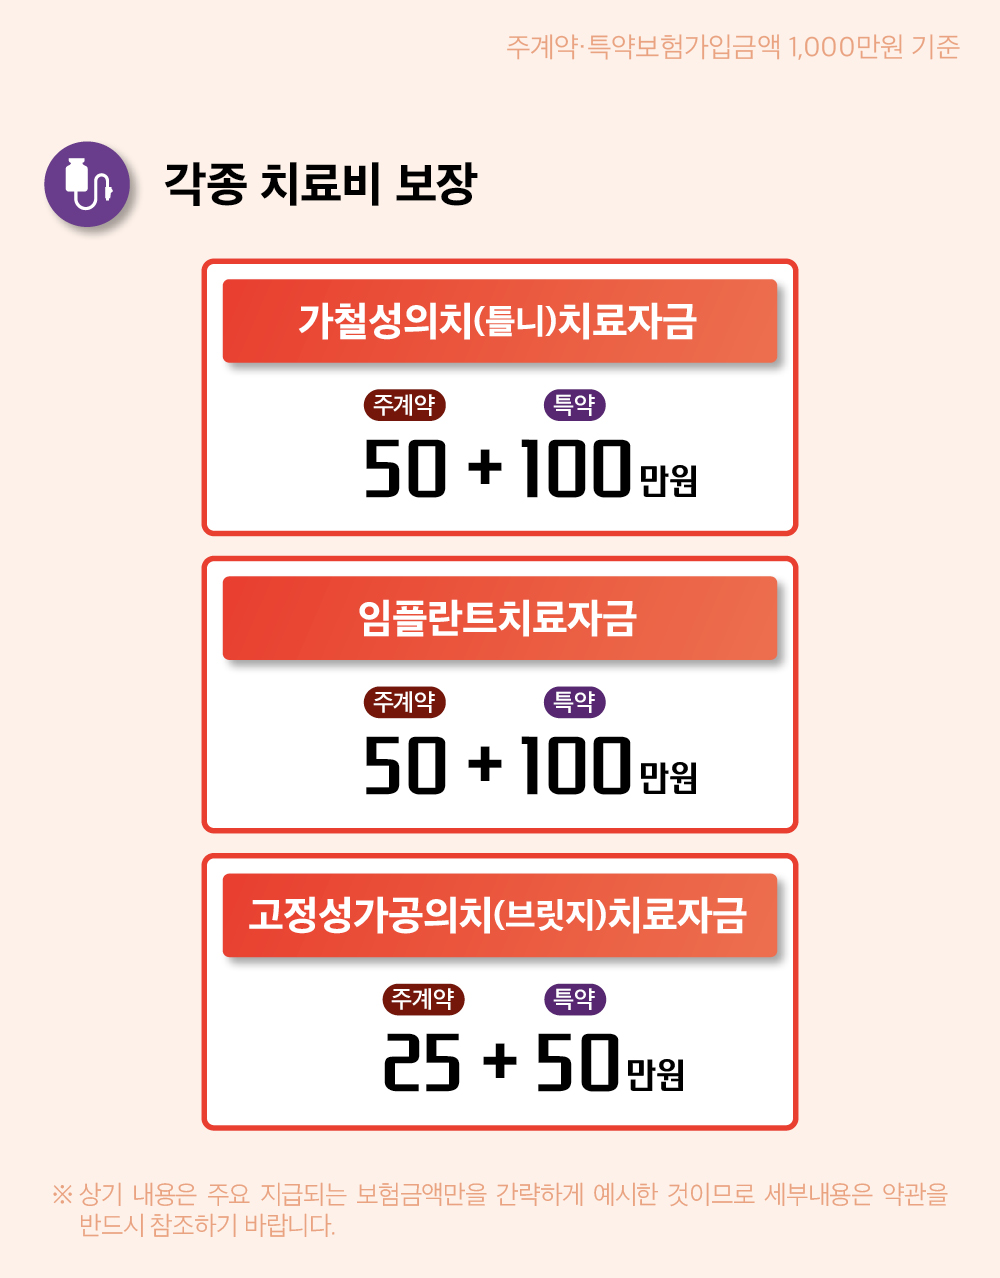 주계약·특약보험가입금액 1,000만원 기준
각종 치료비 보장
가철성의치(틀니)치료자금
주계약 특약
50 + 100만원
임플란트치료자금
주계약 특약
50 + 100만원
고정성가공의치(브릿지)치료자금
주계약 특약
25 + 50만원
※ 상기 내용은 주요 지급되는 보험금액만을 간략하게 예시한 것이므로 세부내용은 약관을
반드시 참조하기 바랍니다.